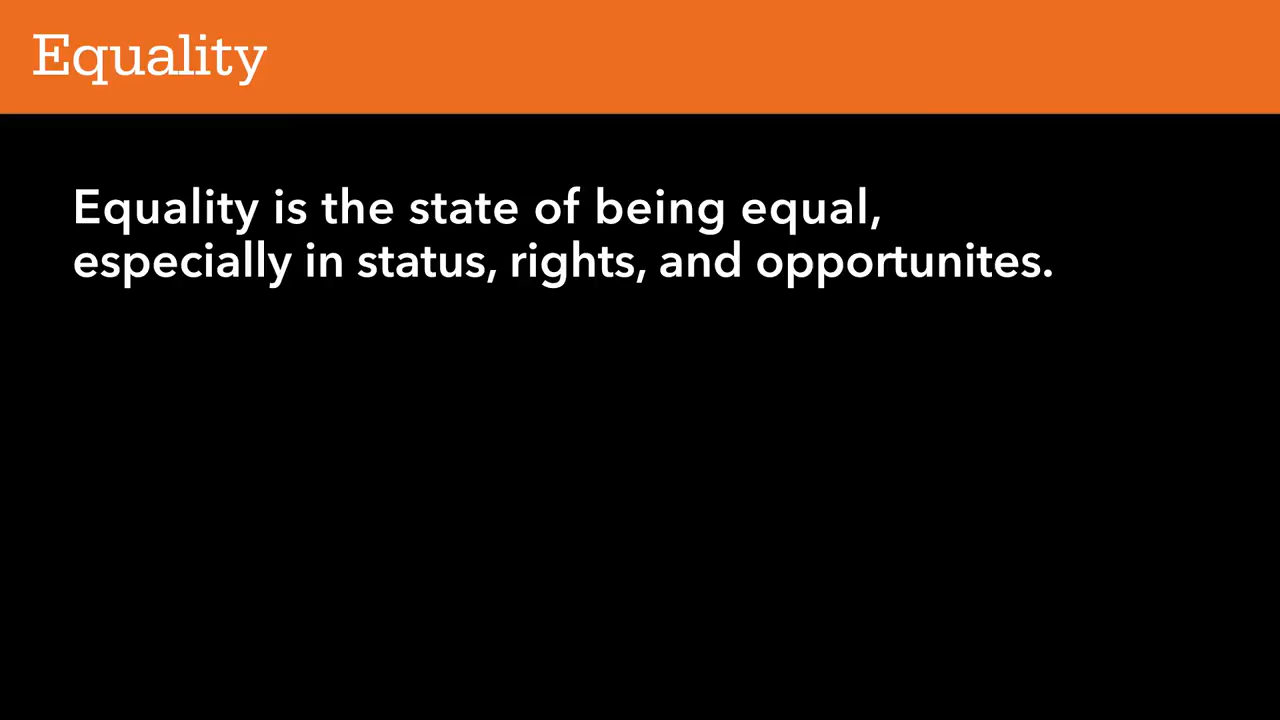 Equality
Equality is the state of being equal,
especially in status, rights, and opportunites.